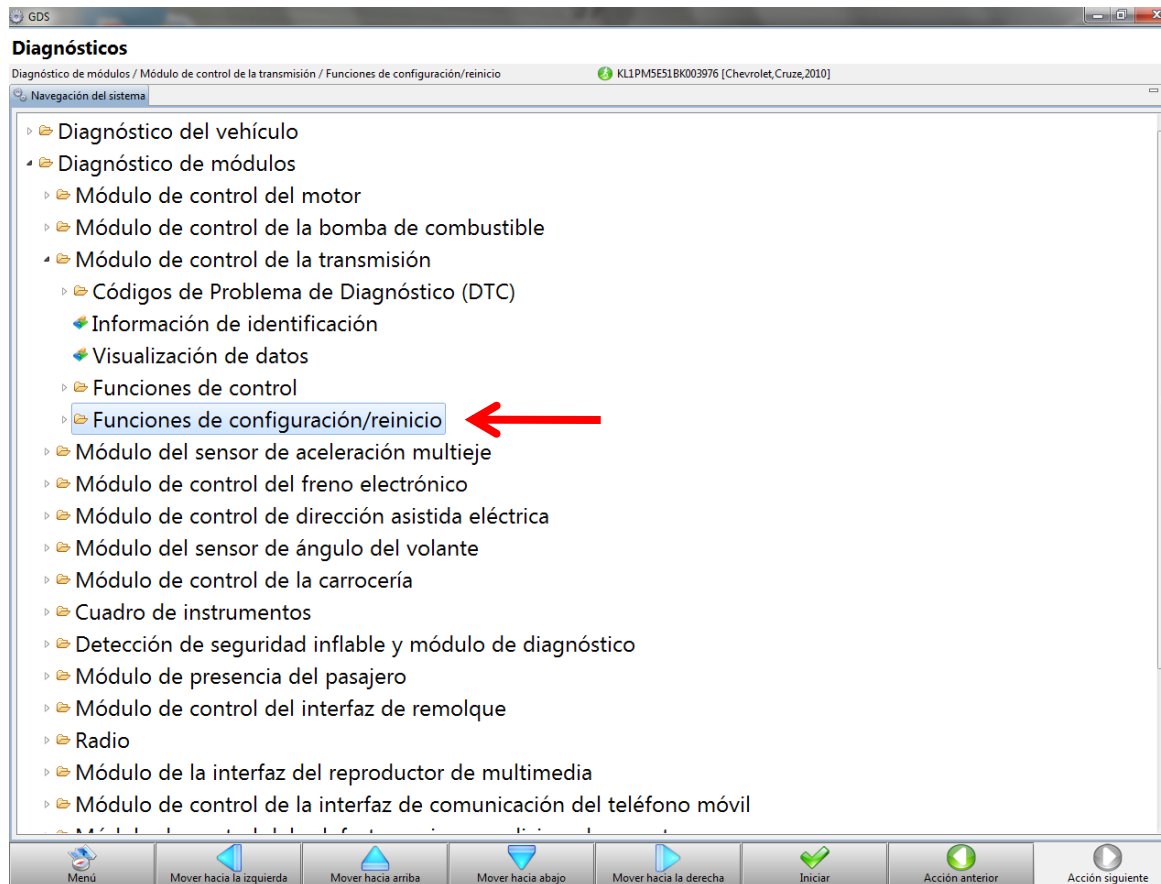 GDS
Diagnósticos
Diagnóstico de módulos / Módulo de control de la transmisión / Funciones de configuración/reinicio KL1PM5E51BK003976 [Chevrolet,Cruze,2010]
Navegación del sistema
Diagnóstico del vehículo
Diagnóstico de módulos
Módulo de control del motor
Módulo de control de la bomba de combustible
Módulo de control de la transmisión
Códigos de Problema de Diagnóstico (DTC)
Información de identificación
Visualización de datos
Funciones de control
Funciones de configuración/reinicio
Módulo del sensor de aceleración multieje
Módulo de control del freno electrónico
Módulo de control de dirección asistida eléctrica
Módulo del sensor de ángulo del volante
Módulo de control de la carrocería
Cuadro de instrumentos
Detección de seguridad inflable y módulo de diagnóstico
Módulo de presencia del pasajero
Módulo de control del interfaz de remolque
Radio
Módulo de la interfaz del reproductor de multimedia
Módulo de control de la interfaz de comunicación del teléfono móvil
Menú Mover hacia la izquierda Mover hacia arriba Mover hacia abajo Mover hacia la derecha Iniciar Acción anterior Acción siguiente